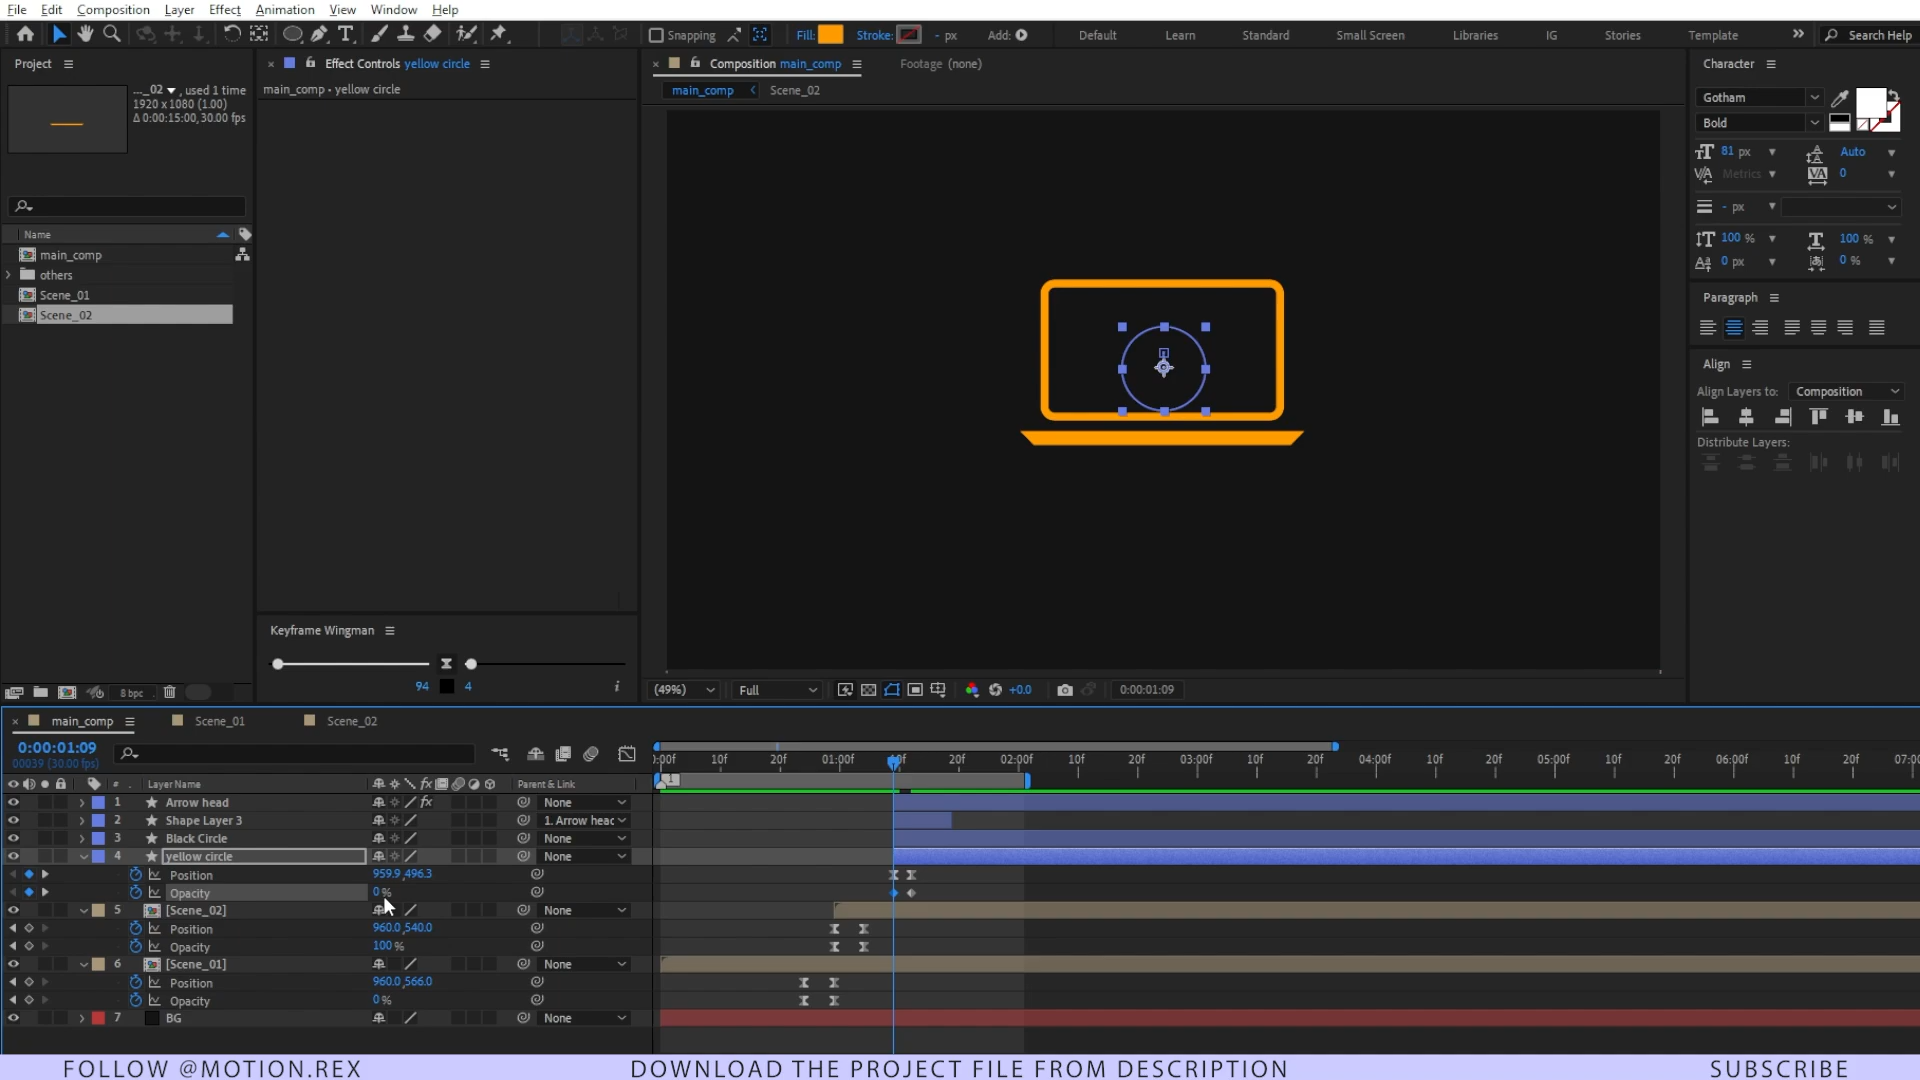 File Edit Composition Layer Effect Animation View Window Help
Snapping Fill: Stroke: - px Add: Default Learn Standard Small Screen Libraries IG Stories Template Search Help
Project
..._02 , used 1 time
1920 x 1080 (1.00)
Δ 0:00:15:00, 30.00 fps
Name
main_comp
others
Scene_01
Scene_02
8 bpc
Effect Controls yellow circle
main_comp • yellow circle
Keyframe Wingman
94 4
Composition main_comp
Footage (none)
main_comp Scene_02
(49%) Full +0.0 0:00:01:09
Character
Gotham
Bold
81 px Auto
Metrics 0
- px
100 % 100 %
0 px 0 %
Paragraph
Align
Align Layers to: Composition
Distribute Layers:
main_comp Scene_01 Scene_02
0:00:01:09
00039 (30.00 fps)
10f 20f 01:00f 20f 02:00f 10f 20f 03:00f 10f 20f 04:00f 10f 20f 05:00f 10f 20f 06:00f 10f 20f
# Layer Name Parent & Link
1 Arrow head None
2 Shape Layer 3 1. Arrow head
3 Black Circle None
4 yellow circle None
Position 959.9,496.3
Opacity 0 %
5 [Scene_02] None
Position 960.0,540.0
Opacity 100 %
6 [Scene_01] None
Position 960.0,566.0
Opacity 0 %
7 BG None
FOLLOW @MOTION.REX DOWNLOAD THE PROJECT FILE FROM DESCRIPTION SUBSCRIBE